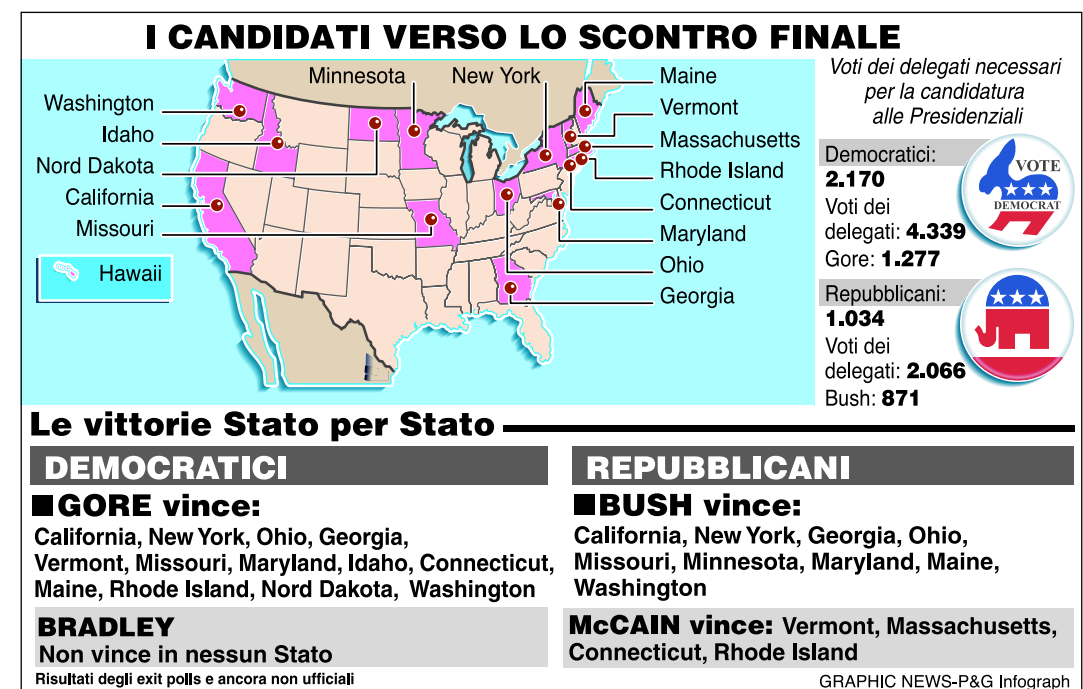 I CANDIDATI VERSO LO SCONTRO FINALE
Washington
Idaho
Nord Dakota
California
Missouri
Hawaii
Minnesota
New York
Maine
Vermont
Massachusetts
Rhode Island
Connecticut
Maryland
Ohio
Georgia
Voti dei delegati necessari
per la candidatura
alle Presidenziali
Democratici:
2.170
Voti dei
delegati: 4.339
Gore: 1.277
VOTE
DEMOCRAT
Repubblicani:
1.034
Voti dei
delegati: 2.066
Bush: 871
Le vittorie Stato per Stato
DEMOCRATICI
GORE vince:
California, New York, Ohio, Georgia,
Vermont, Missouri, Maryland, Idaho, Connecticut,
Maine, Rhode Island, Nord Dakota, Washington
BRADLEY
Non vince in nessun Stato
Risultati degli exit polls e ancora non ufficiali
REPUBBLICANI
BUSH vince:
California, New York, Georgia, Ohio,
Missouri, Minnesota, Maryland, Maine,
Washington
McCAIN vince: Vermont, Massachusetts,
Connecticut, Rhode Island
GRAPHIC NEWS-P&G Infograph